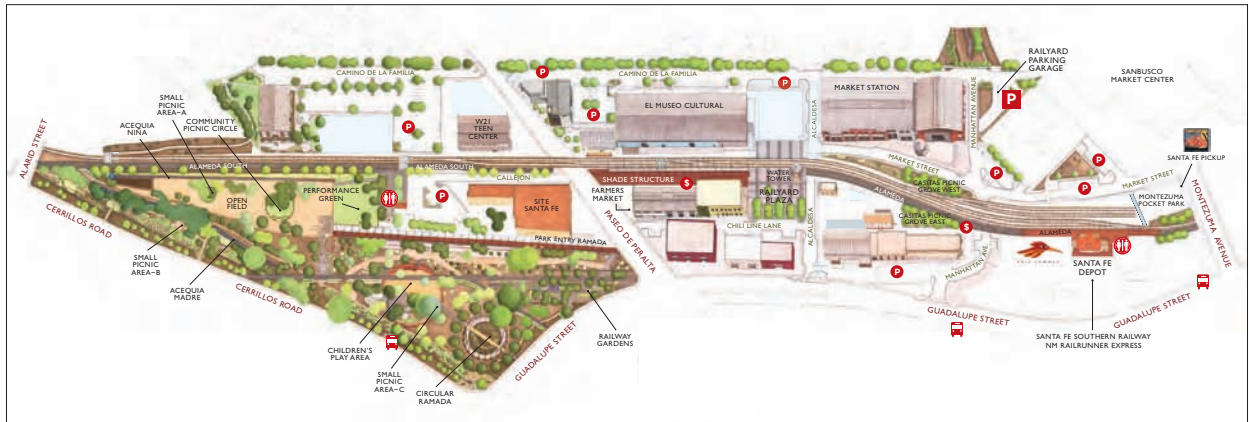 RAILYARD
PARKING
GARAGE
SANBUSCO
MARKET CENTER
CAMINO DE LA FAMILIA
CAMINO DE LA FAMILIA
P
P
MARKET STATION
MANHATTAN AVENUE
P
SMALL
PICNIC
AREA-A
COMMUNITY
PICNIC CIRCLE
ACEQUIA
NIÑA
P
W21
TEEN
CENTER
P
EL MUSEO CULTURAL
ALCALDESA
ALARID STREET
ALAMEDA SOUTH
ALAMEDA SOUTH
CALLEJON
SHADE STRUCTURE
$
WATER
TOWER
MARKET STREET
P
P
P
MARKET STREET
SANTA FE PICKUP
MONTEZUMA
POCKET PARK
MONTEZUMA AVENUE
OPEN
FIELD
PERFORMANCE
GREEN
P
SITE
SANTA FE
FARMERS
MARKET
RAILYARD
PLAZA
ALAMEDA
CASITAS PICNIC
GROVE WEST
CASITAS PICNIC
GROVE EAST
$
ALAMEDA
CERRILLOS ROAD
PARK ENTRY RAMADA
PASEO DE PERALTA
CHILI LINE LANE
ALCALDESA
P
MANHATTAN AVE
SANTA FE
DEPOT
SMALL
PICNIC
AREA-B
ACEQUIA
MADRE
CERRILLOS ROAD
CHILDREN'S
PLAY AREA
SMALL
PICNIC
AREA-C
CIRCULAR
RAMADA
GUADALUPE STREET
RAILWAY
GARDENS
GUADALUPE STREET
GUADALUPE STREET
SANTA FE SOUTHERN RAILWAY
NM RAILRUNNER EXPRESS